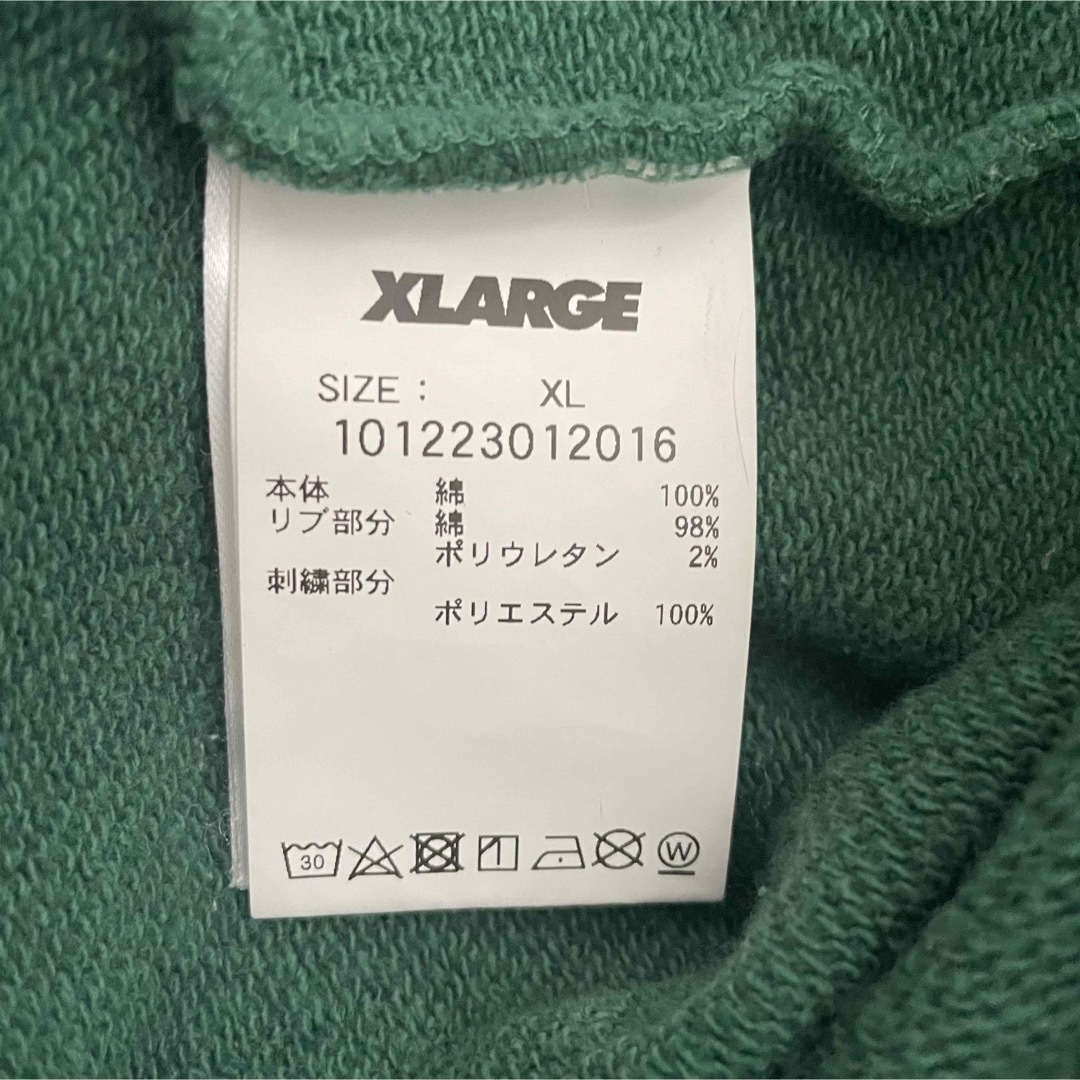 XLARGE
SIZE : XL
101223012016
本体 綿 100%
リブ部分 綿 98%
ポリウレタン 2%
刺繍部分
ポリエステル 100%
30 W